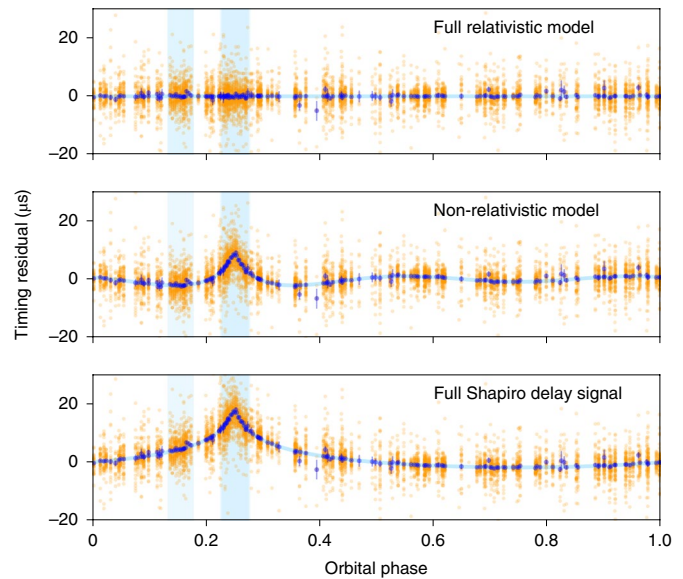 20
Full relativistic model
0
–20
20
Non-relativistic model
0
–20
Timing residual (μs)
20
Full Shapiro delay signal
0
–20
0 0.2 0.4 0.6 0.8 1.0
Orbital phase